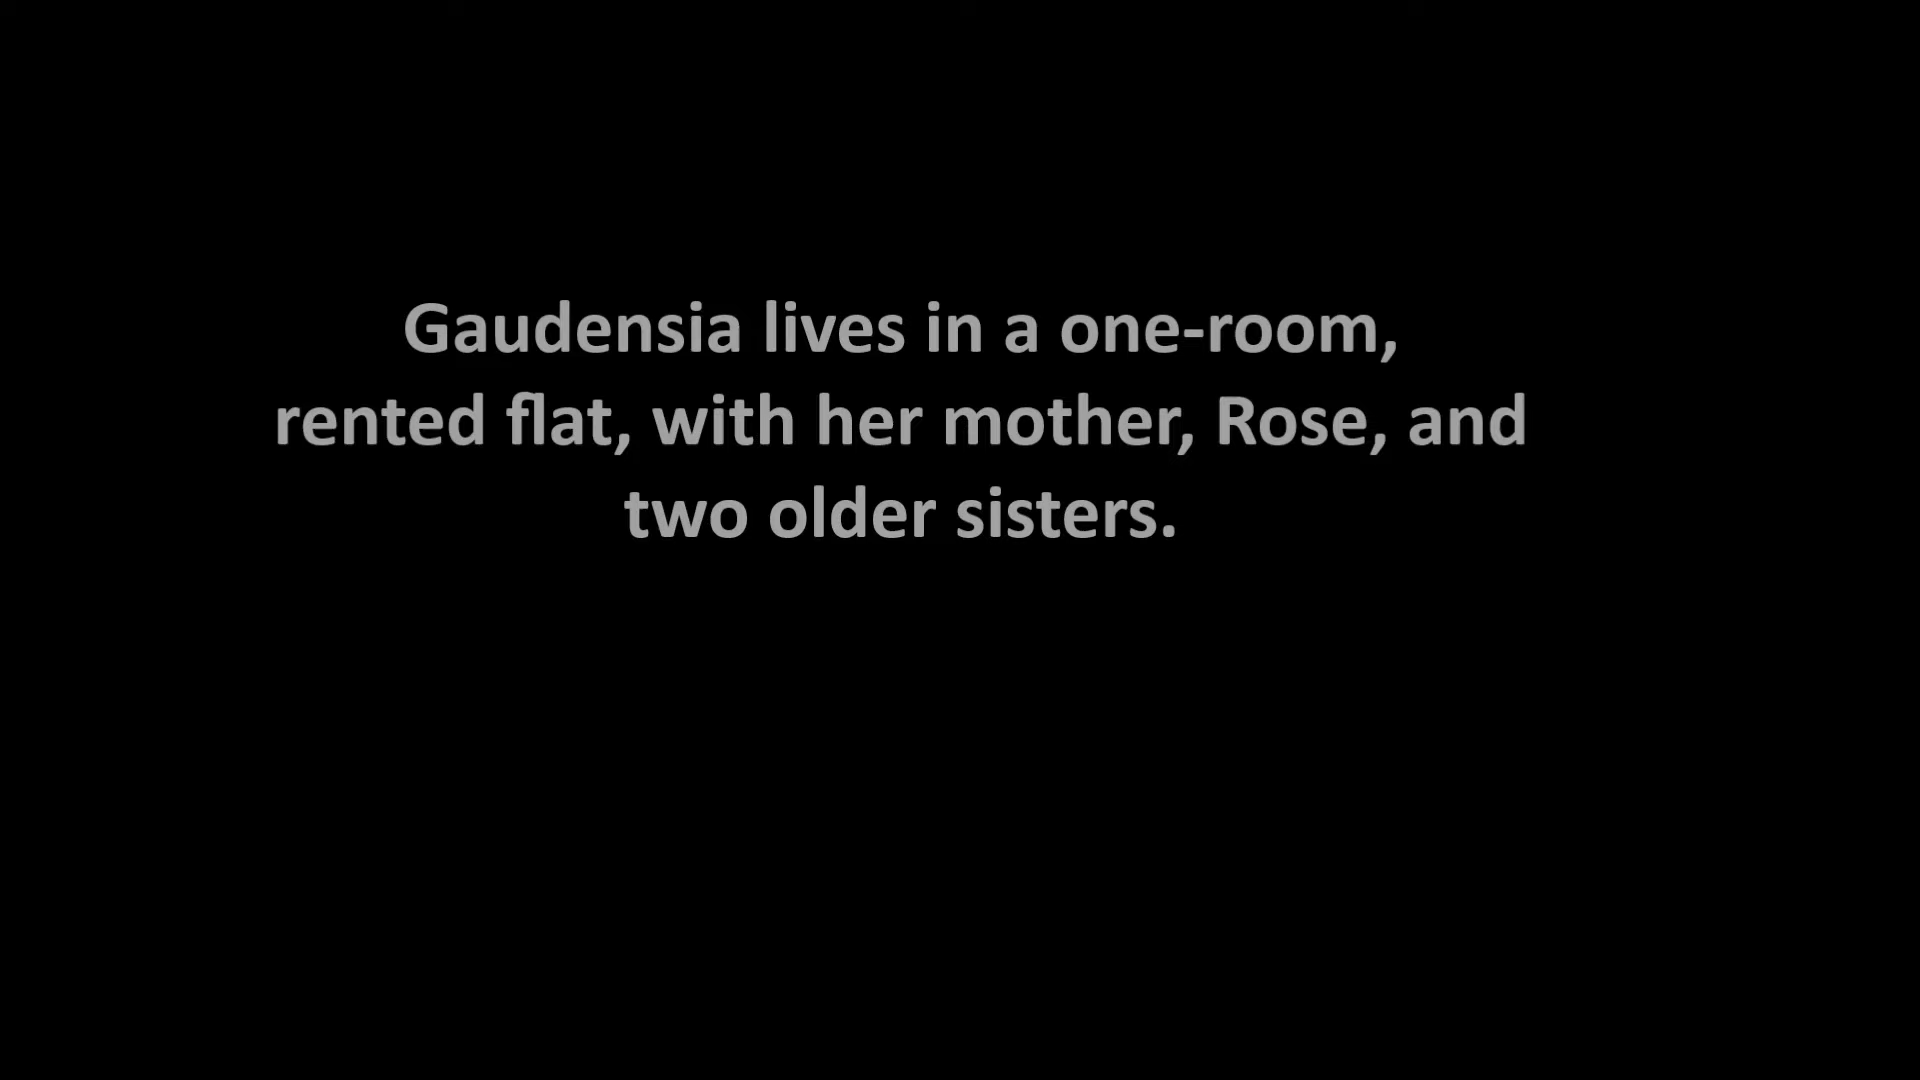 Gaudensia lives in a one-room,
rented flat, with her mother, Rose, and
two older sisters.